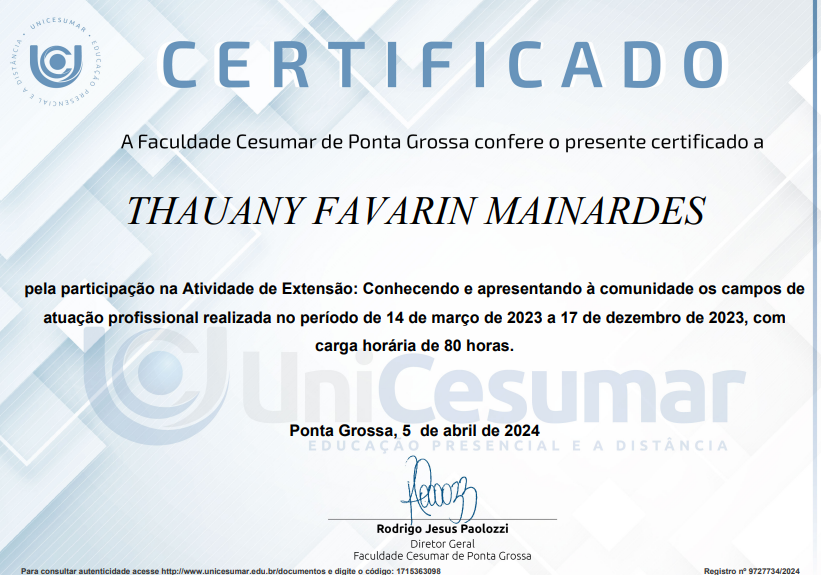 UNICESUMAR • EDUCAÇÃO PRESENCIAL E A DISTÂNCIA •
CERTIFICADO
A Faculdade Cesumar de Ponta Grossa confere o presente certificado a
THAUANY FAVARIN MAINARDES
pela participação na Atividade de Extensão: Conhecendo e apresentando à comunidade os campos de
atuação profissional realizada no período de 14 de março de 2023 a 17 de dezembro de 2023, com
carga horária de 80 horas.
UniCesumar
Ponta Grossa, 5 de abril de 2024
EDUCAÇÃO PRESENCIAL E A DISTÂNCIA
Rodrigo Jesus Paolozzi
Diretor Geral
Faculdade Cesumar de Ponta Grossa
Para consultar autenticidade acesse http://www.unicesumar.edu.br/documentos e digite o código: 1715363098
Registro nº 9727734/2024